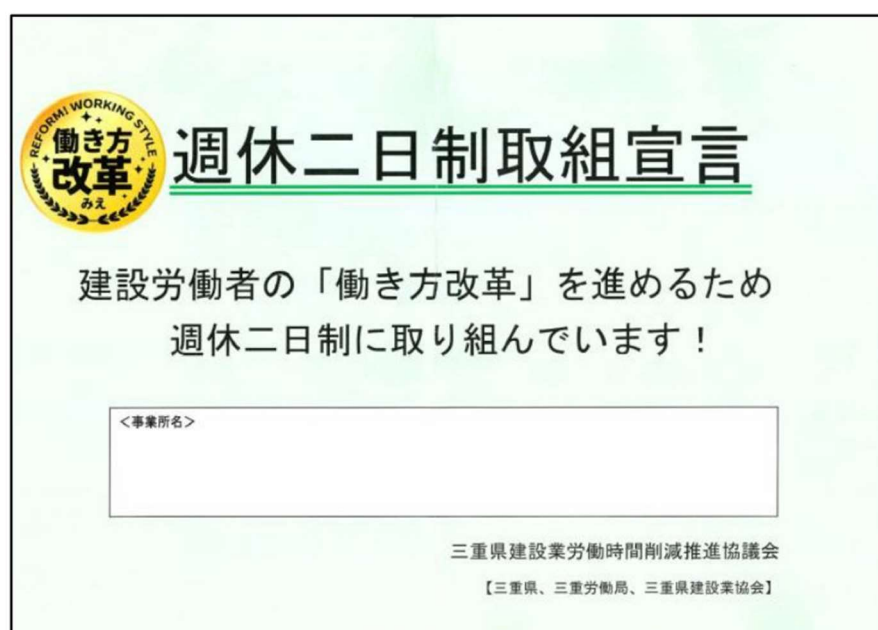 REFORM! WORKING STYLE
働き方
改革
みえ
週休二日制取組宣言
建設労働者の「働き方改革」を進めるため
週休二日制に取り組んでいます！
＜事業所名＞
三重県建設業労働時間削減推進協議会
【三重県、三重労働局、三重県建設業協会】